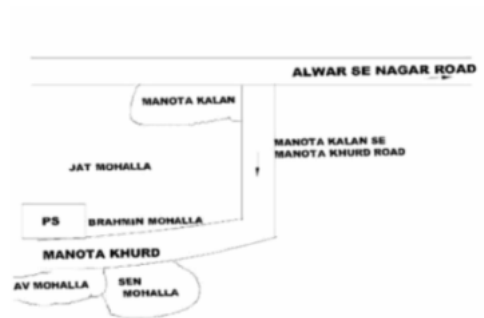 ALWAR SE NAGAR ROAD
MANOTA KALAN
MANOTA KALAN SE
MANOTA KHURD ROAD
JAT MOHALLA
PS
BRAHMIN MOHALLA
MANOTA KHURD
AV MOHALLA
SEN
MOHALLA